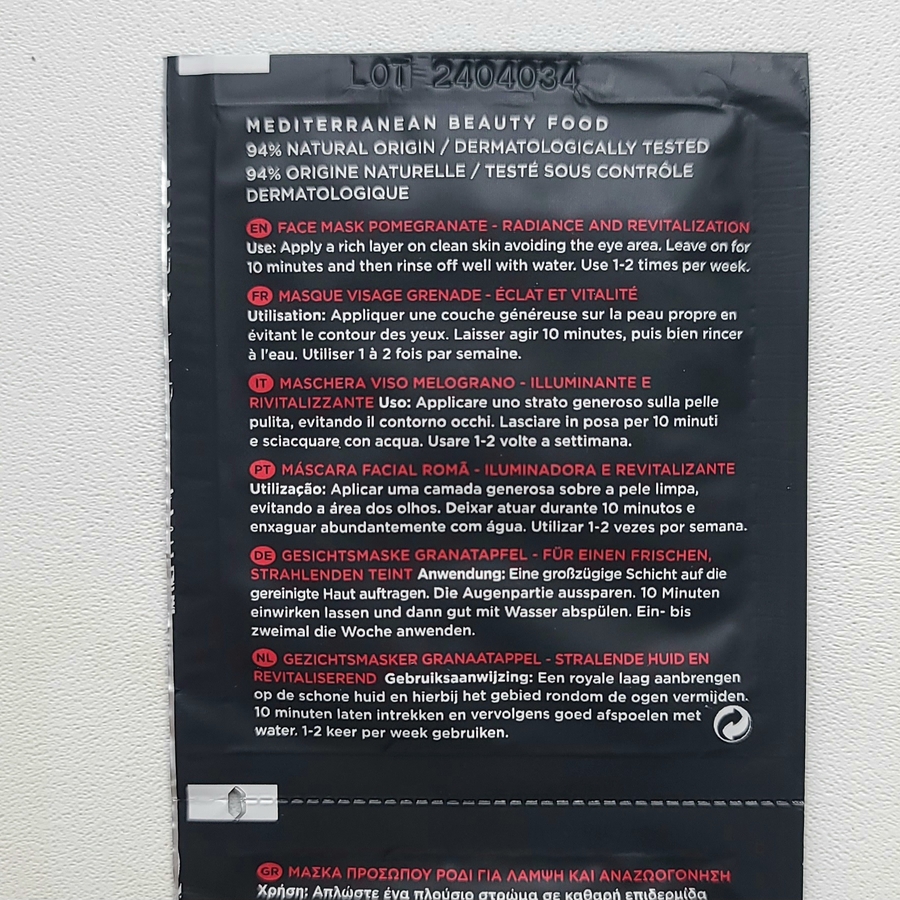 LOT 2404034
MEDITERRANEAN BEAUTY FOOD
94% NATURAL ORIGIN / DERMATOLOGICALLY TESTED
94% ORIGINE NATURELLE / TESTÉ SOUS CONTRÔLE
DERMATOLOGIQUE
EN FACE MASK POMEGRANATE - RADIANCE AND REVITALIZATION
Use: Apply a rich layer on clean skin avoiding the eye area. Leave on for
10 minutes and then rinse off well with water. Use 1-2 times per week.
FR MASQUE VISAGE GRENADE - ÉCLAT ET VITALITÉ
Utilisation: Appliquer une couche généreuse sur la peau propre en
évitant le contour des yeux. Laisser agir 10 minutes, puis bien rincer
à l'eau. Utiliser 1 à 2 fois par semaine.
IT MASCHERA VISO MELOGRANO - ILLUMINANTE E
RIVITALIZZANTE Uso: Applicare uno strato generoso sulla pelle
pulita, evitando il contorno occhi. Lasciare in posa per 10 minuti
e sciacquare con acqua. Usare 1-2 volte a settimana.
PT MÁSCARA FACIAL ROMÃ - ILUMINADORA E REVITALIZANTE
Utilização: Aplicar uma camada generosa sobre a pele limpa,
evitando a área dos olhos. Deixar atuar durante 10 minutos e
enxaguar abundantemente com água. Utilizar 1-2 vezes por semana.
DE GESICHTSMASKE GRANATAPFEL - FÜR EINEN FRISCHEN,
STRAHLENDEN TEINT Anwendung: Eine großzügige Schicht auf die
gereinigte Haut auftragen. Die Augenpartie aussparen. 10 Minuten
einwirken lassen und dann gut mit Wasser abspülen. Ein- bis
zweimal die Woche anwenden.
NL GEZICHTSMASKER GRANAATAPPEL - STRALENDE HUID EN
REVITALISEREND Gebruiksaanwijzing: Een royale laag aanbrengen
op de schone huid en hierbij het gebied rondom de ogen vermijden.
10 minuten laten intrekken en vervolgens goed afspoelen met
water. 1-2 keer per week gebruiken.
GR ΜΑΣΚΑ ΠΡΟΣΩΠΟΥ ΡΟΔΙ ΓΙΑ ΛΑΜΨΗ ΚΑΙ ΑΝΑΖΩΟΓΟΝΗΣΗ
Χρήση: Απλώστε ένα πλούσιο στρώμα σε καθαρή επιδερμίδα